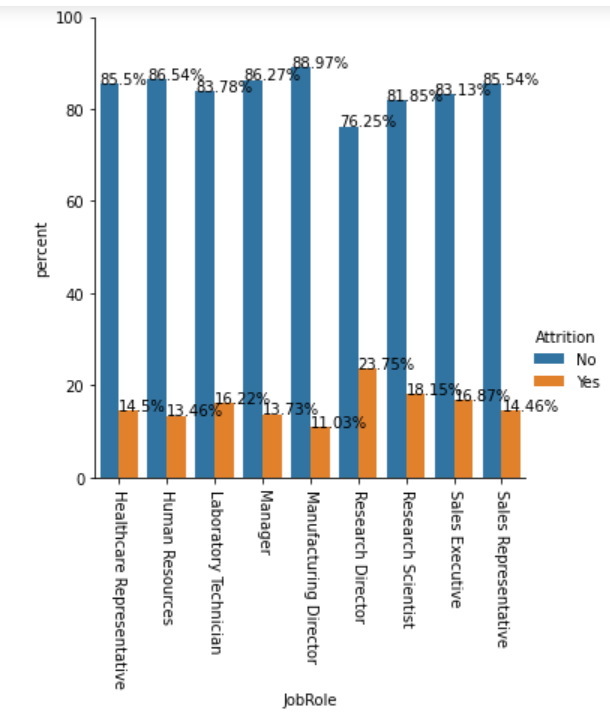 100
80
60
40
20
0
percent
85.5%
86.54%
83.78%
86.27%
88.97%
76.25%
81.85%
83.13%
85.54%
14.5%
13.46%
16.22%
13.73%
11.03%
23.75%
18.15%
16.87%
14.46%
Healthcare Representative
Human Resources
Laboratory Technician
Manager
Manufacturing Director
Research Director
Research Scientist
Sales Executive
Sales Representative
JobRole
Attrition
No
Yes